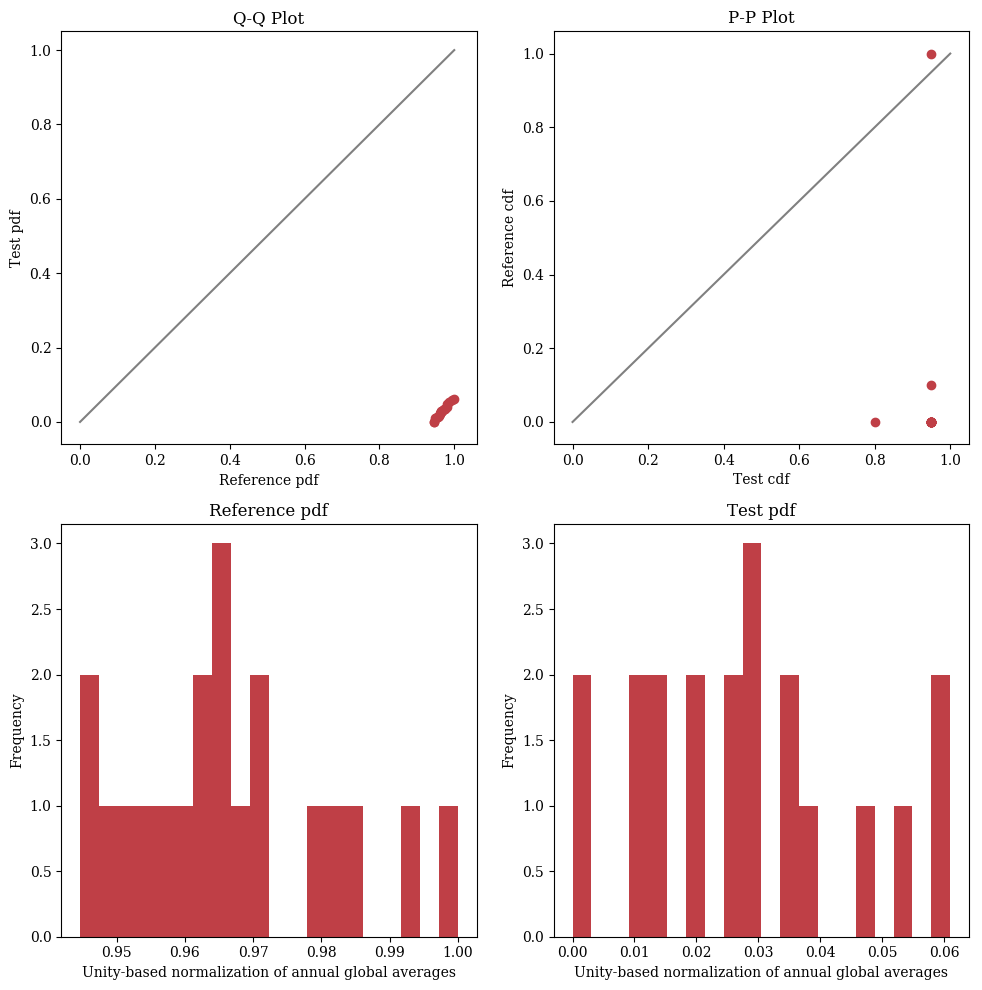 Q-Q Plot
Test pdf
1.0
0.8
0.6
0.4
0.2
0.0
0.0 0.2 0.4 0.6 0.8 1.0
Reference pdf
P-P Plot
Reference cdf
1.0
0.8
0.6
0.4
0.2
0.0
0.0 0.2 0.4 0.6 0.8 1.0
Test cdf
Reference pdf
Frequency
3.0
2.5
2.0
1.5
1.0
0.5
0.0
0.95 0.96 0.97 0.98 0.99 1.00
Unity-based normalization of annual global averages
Test pdf
Frequency
3.0
2.5
2.0
1.5
1.0
0.5
0.0
0.00 0.01 0.02 0.03 0.04 0.05 0.06
Unity-based normalization of annual global averages